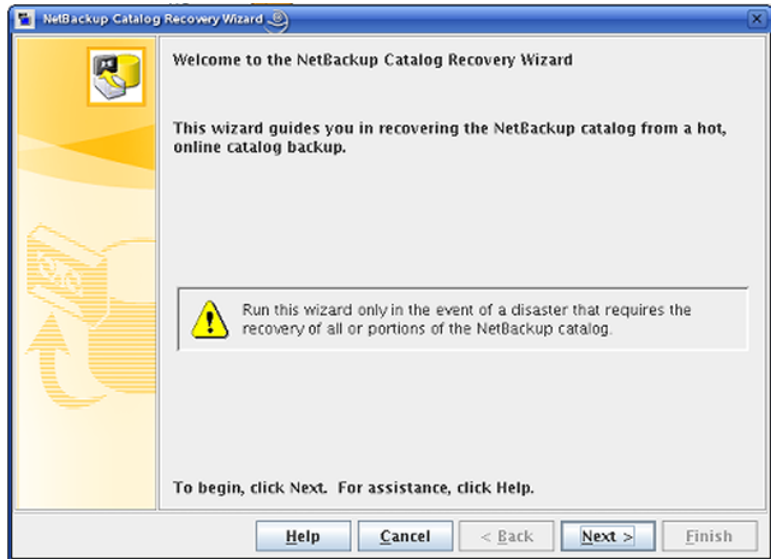 NetBackup Catalog Recovery Wizard
Welcome to the NetBackup Catalog Recovery Wizard
This wizard guides you in recovering the NetBackup catalog from a hot,
online catalog backup.
Run this wizard only in the event of a disaster that requires the
recovery of all or portions of the NetBackup catalog.
To begin, click Next. For assistance, click Help.
Help Cancel < Back Next > Finish